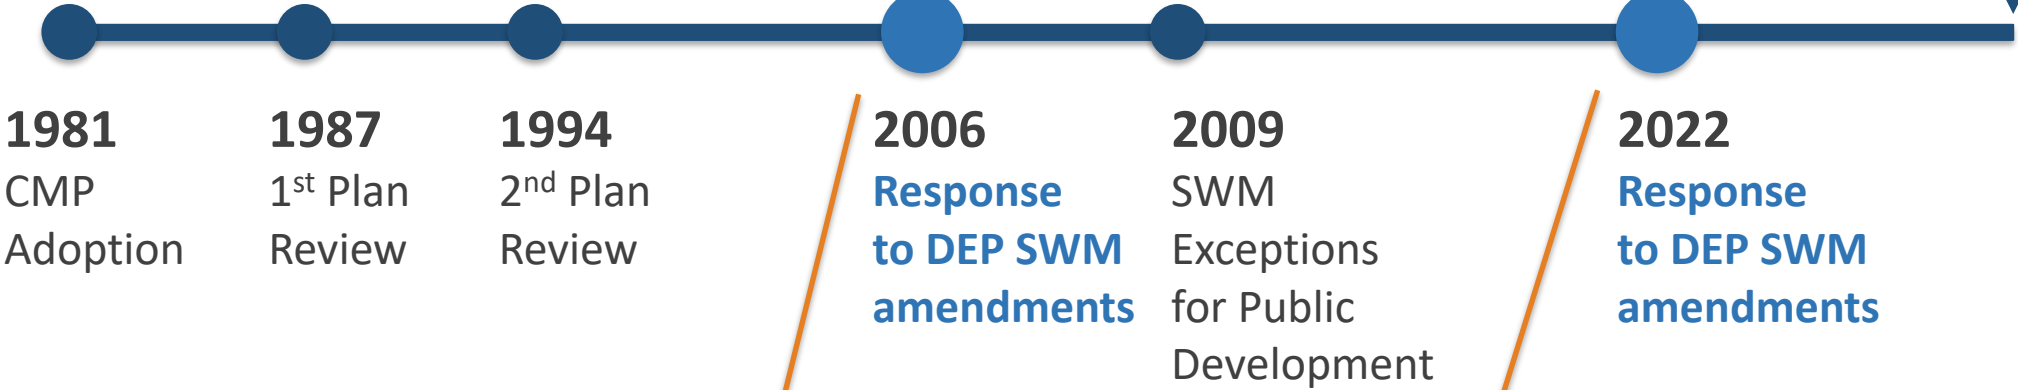 1981
CMP
Adoption
1987
1st Plan
Review
1994
2nd Plan
Review
2006
Response
to DEP SWM
amendments
2009
SWM
Exceptions
for Public
Development
2022
Response
to DEP SWM
amendments